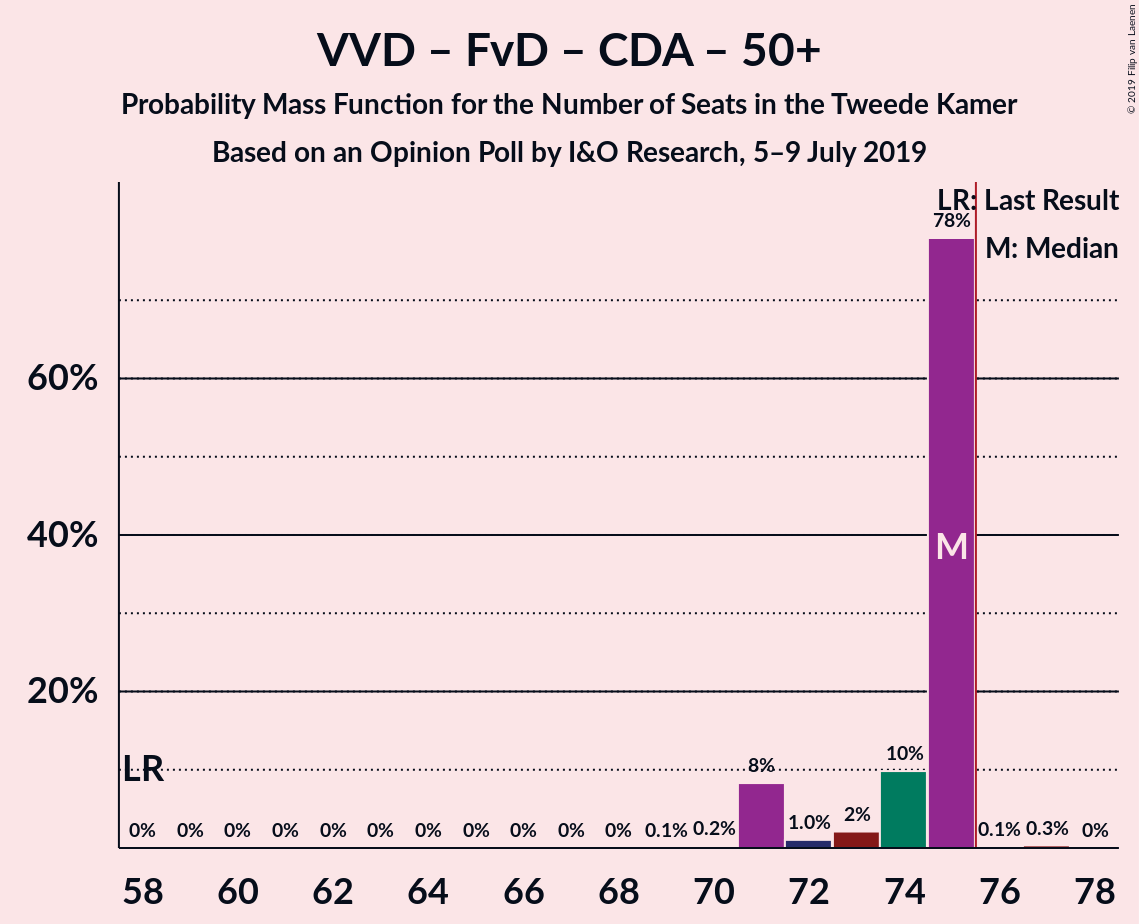 VVD – FvD – CDA – 50+
Probability Mass Function for the Number of Seats in the Tweede Kamer
Based on an Opinion Poll by I&O Research, 5–9 July 2019
© 2019 Filip van Laenen
LR: Last Result
M: Median
60%
40%
20%
LR
M
0% 0% 0% 0% 0% 0% 0% 0% 0% 0% 0% 0.1% 0.2% 8% 1.0% 2% 10% 78% 0.1% 0.3% 0%
58 60 62 64 66 68 70 72 74 76 78